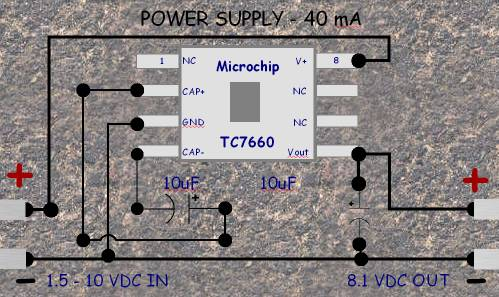 POWER SUPPLY - 40 mA
1 NC Microchip V+ 8
CAP+ NC
GND NC
CAP- TC7660 Vout
10uF 10uF
+ +
+ +
- 1.5 - 10 VDC IN 8.1 VDC OUT -